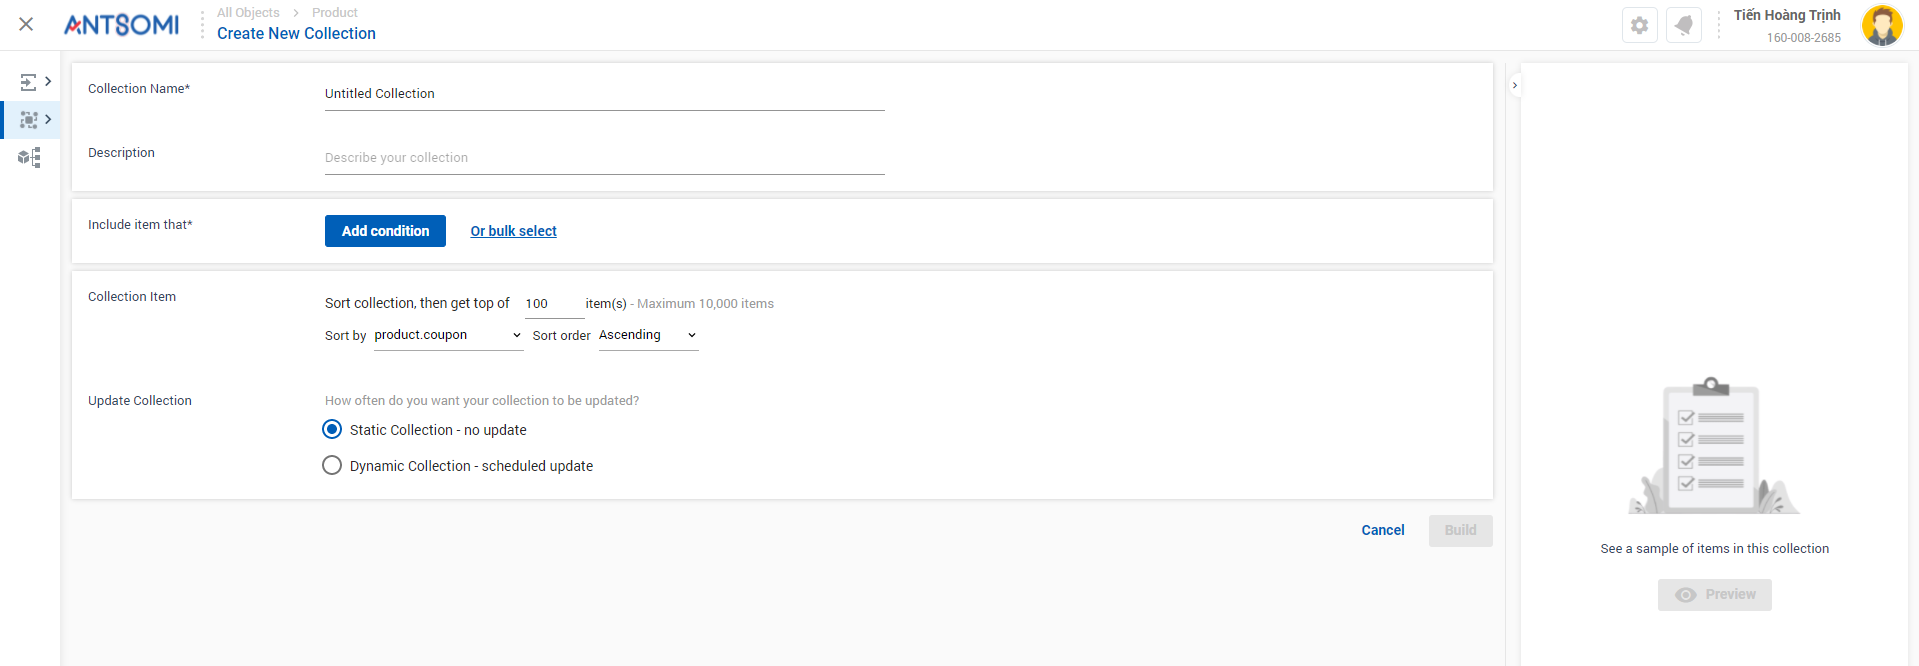 ANTSOMI
All Objects > Product
Create New Collection
Tiến Hoàng Trịnh
160-008-2685
Collection Name*
Untitled Collection
Description
Describe your collection
Include item that*
Add condition
Or bulk select
Collection Item
Sort collection, then get top of 100 item(s) - Maximum 10,000 items
Sort by product.coupon Sort order Ascending
Update Collection
How often do you want your collection to be updated?
Static Collection - no update
Dynamic Collection - scheduled update
Cancel
Build
See a sample of items in this collection
Preview